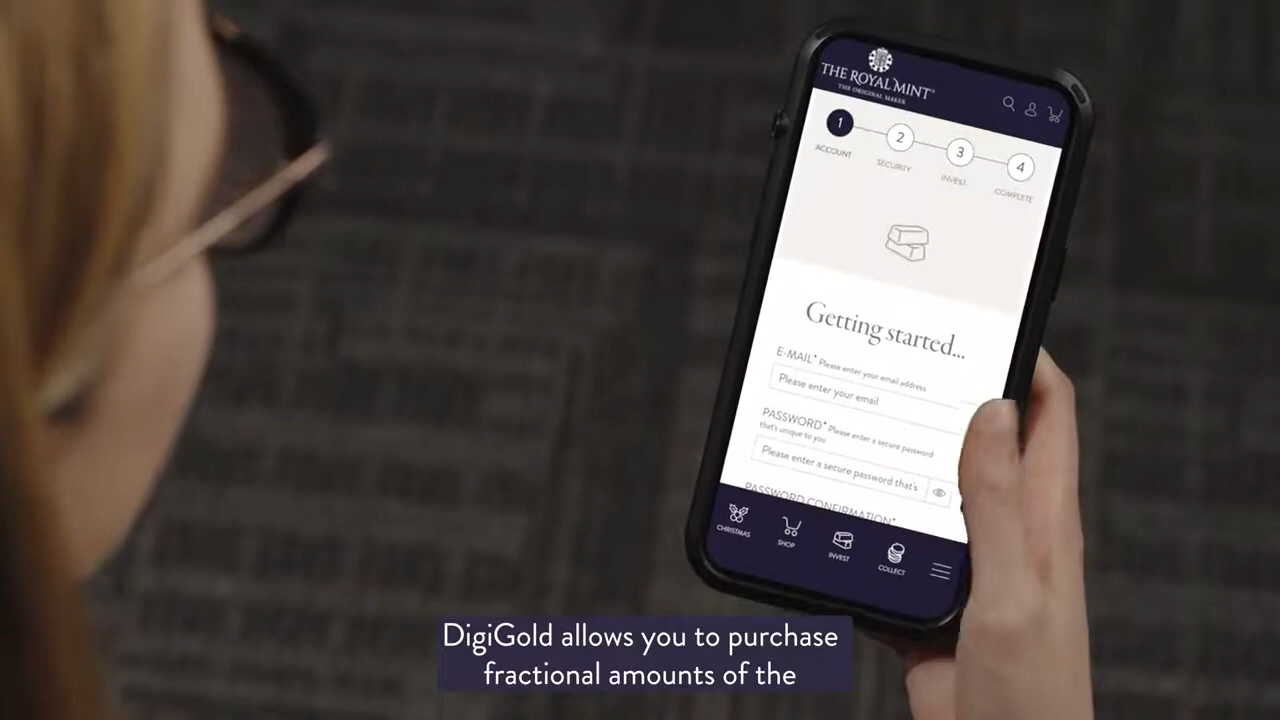 THE ROYAL MINT®
THE ORIGINAL MAKER
1 2 3 4
ACCOUNT SECURITY INVEST COMPLETE
Getting started...
E-MAIL* Please enter your email address
Please enter your email
PASSWORD* Please enter a secure password
that's unique to you
Please enter a secure password that's
PASSWORD CONFIRMATION*
CHRISTMAS SHOP INVEST COLLECT
DigiGold allows you to purchase
fractional amounts of the